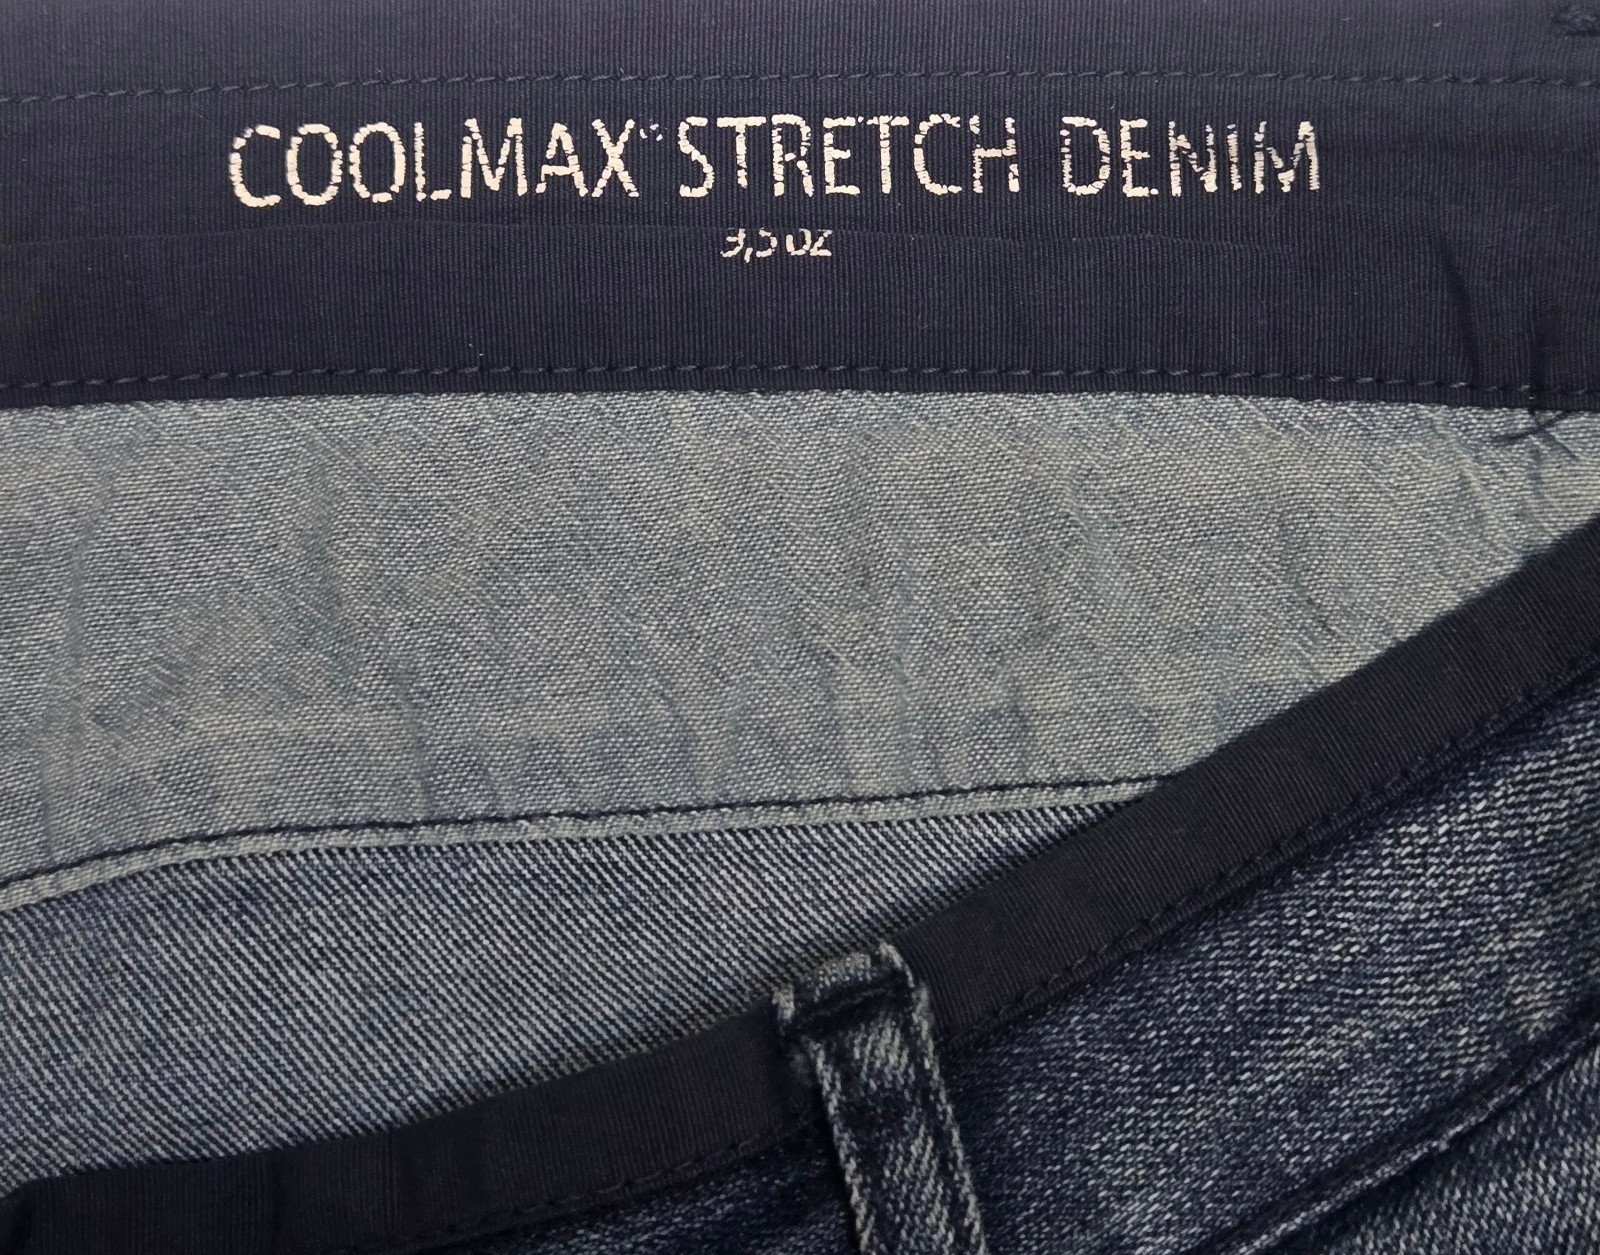 COOLMAX® STRETCH DENIM
9,5 OZ